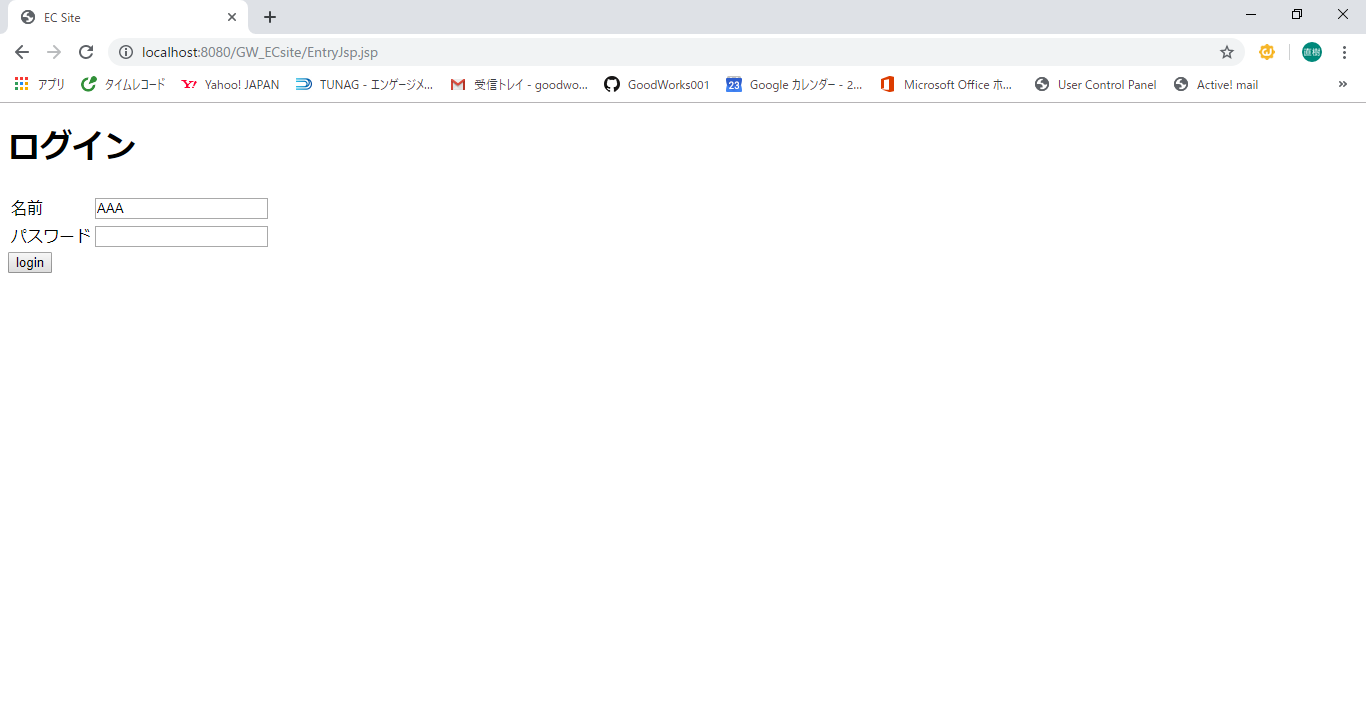 EC Site
localhost:8080/GW_ECsite/EntryJsp.jsp
直樹
アプリ タイムレコード Yahoo! JAPAN TUNAG - エンゲージメ... 受信トレイ - goodwo... GoodWorks001 23 Google カレンダー - 2... Microsoft Office ホ... User Control Panel Active! mail »
ログイン
名前 AAA
パスワード
login